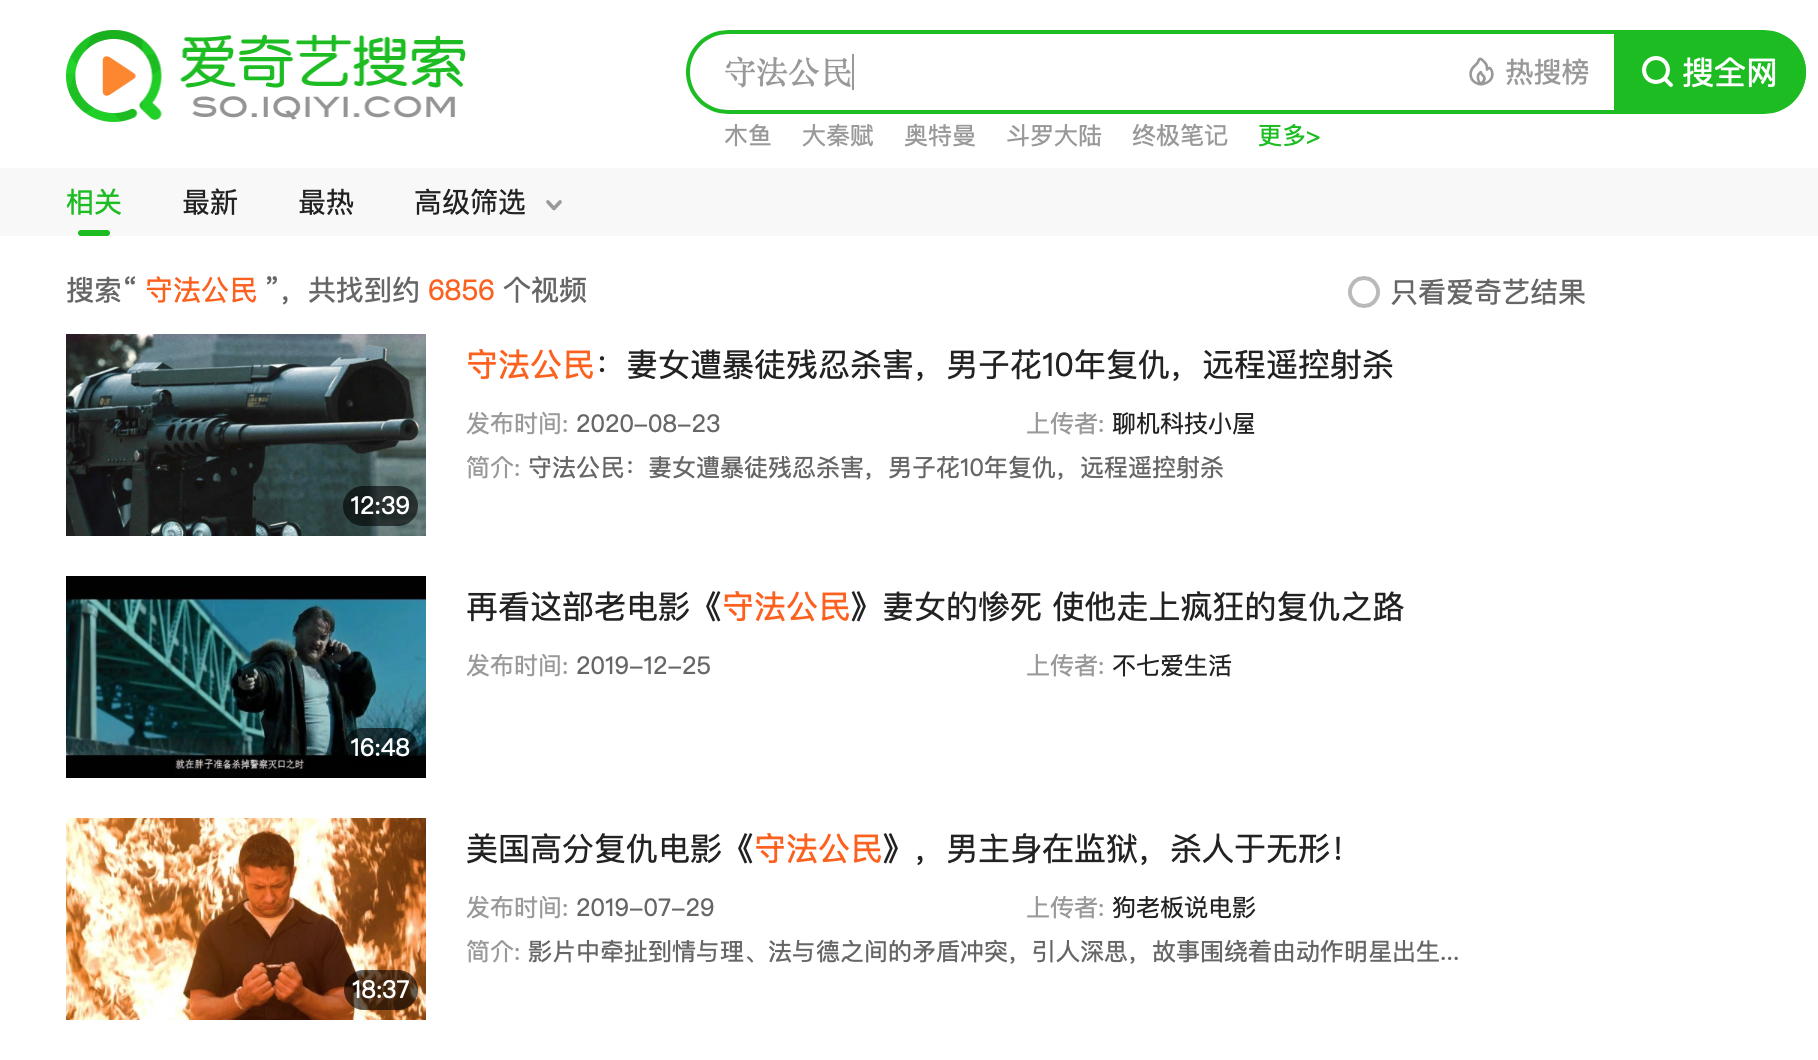 爱奇艺搜索
SO.IQIYI.COM
守法公民
热搜榜
搜全网
木鱼 大秦赋 奥特曼 斗罗大陆 终极笔记 更多>
相关 最新 最热 高级筛选
搜索“ 守法公民 ”，共找到约 6856 个视频
只看爱奇艺结果
12:39
守法公民：妻女遭暴徒残忍杀害，男子花10年复仇，远程遥控射杀
发布时间: 2020-08-23 上传者: 聊机科技小屋
简介: 守法公民：妻女遭暴徒残忍杀害，男子花10年复仇，远程遥控射杀
16:48
就在胖子准备杀掉警察灭口之时
再看这部老电影《守法公民》妻女的惨死 使他走上疯狂的复仇之路
发布时间: 2019-12-25 上传者: 不七爱生活
18:37
美国高分复仇电影《守法公民》，男主身在监狱，杀人于无形！
发布时间: 2019-07-29 上传者: 狗老板说电影
简介: 影片中牵扯到情与理、法与德之间的矛盾冲突，引人深思，故事围绕着由动作明星出生...